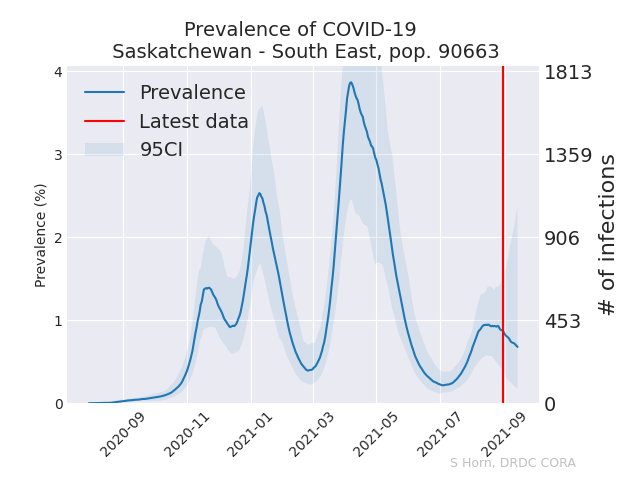 Prevalence of COVID-19
Saskatchewan - South East, pop. 90663
Prevalence
Latest data
95CI
Prevalence (%)
4
3
2
1
0
1813
1359
906
453
0
# of infections
2020-09
2020-11
2021-01
2021-03
2021-05
2021-07
2021-09
S Horn, DRDC CORA